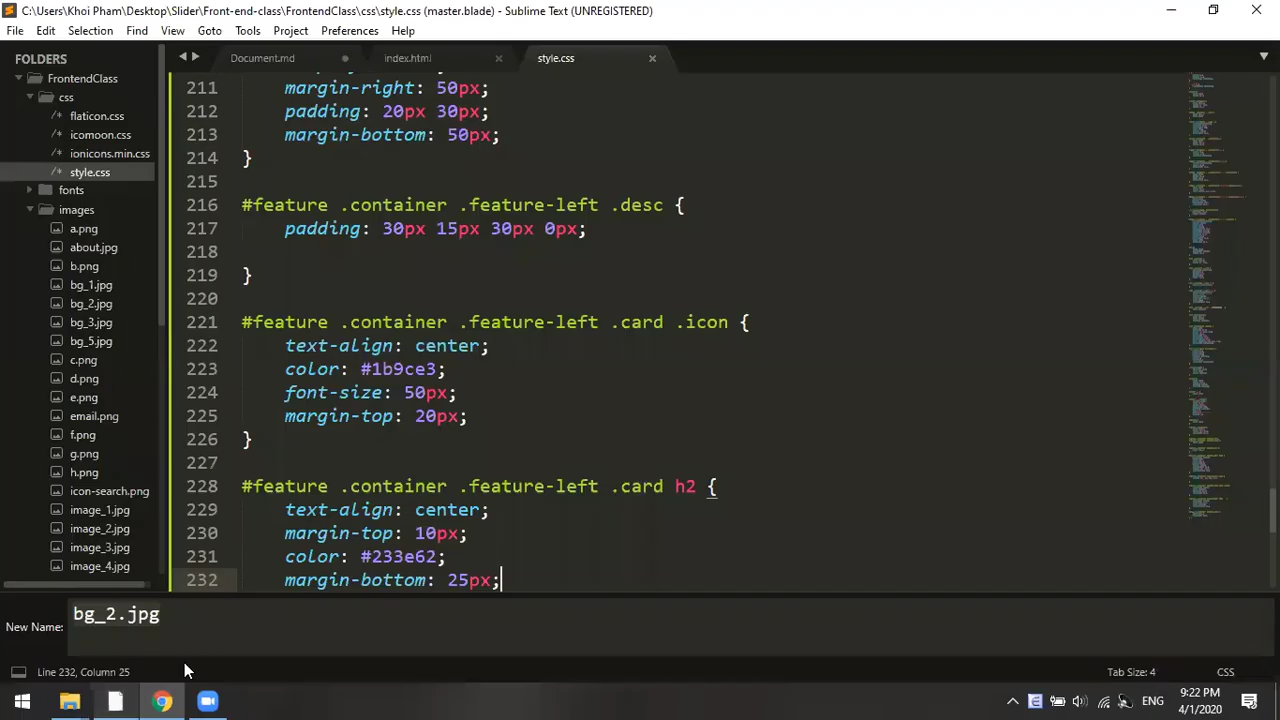 C:\Users\Khoi Pham\Desktop\Slider\Front-end-class\FrontendClass\css\style.css (master.blade) - Sublime Text (UNREGISTERED)
File Edit Selection Find View Goto Tools Project Preferences Help
FOLDERS
FrontendClass
css
/* flaticon.css
/* icomoon.css
/* ionicons.min.css
/* style.css
fonts
images
a.png
about.jpg
b.png
bg_1.jpg
bg_2.jpg
bg_3.jpg
bg_5.jpg
c.png
d.png
e.png
email.png
f.png
g.png
h.png
icon-search.png
image_1.jpg
image_2.jpg
image_3.jpg
image_4.jpg
Document.md index.html style.css
211 margin-right: 50px;
212 padding: 20px 30px;
213 margin-bottom: 50px;
214 }
215
216 #feature .container .feature-left .desc {
217 padding: 30px 15px 30px 0px;
218
219 }
220
221 #feature .container .feature-left .card .icon {
222 text-align: center;
223 color: #1b9ce3;
224 font-size: 50px;
225 margin-top: 20px;
226 }
227
228 #feature .container .feature-left .card h2 {
229 text-align: center;
230 margin-top: 10px;
231 color: #233e62;
232 margin-bottom: 25px;
New Name: bg_2.jpg
Line 232, Column 25 Tab Size: 4 CSS
ENG
9:22 PM
4/1/2020